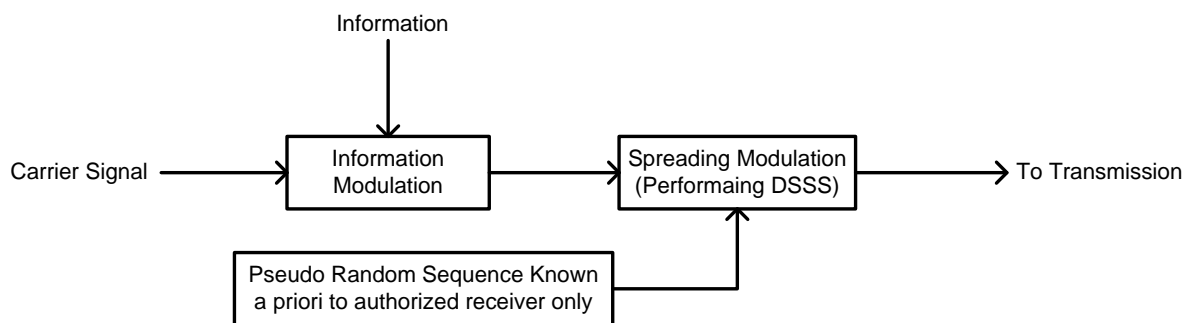 Information
Carrier Signal
Information
Modulation
Spreading Modulation
(Performaing DSSS)
To Transmission
Pseudo Random Sequence Known
a priori to authorized receiver only